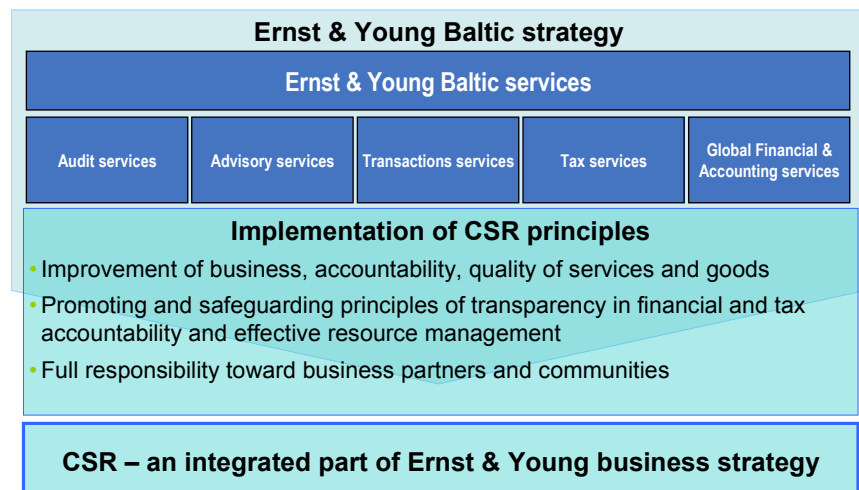 Ernst & Young Baltic strategy
Ernst & Young Baltic services
Audit services
Advisory services
Transactions services
Tax services
Global Financial &
Accounting services
Implementation of CSR principles
• Improvement of business, accountability, quality of services and goods
• Promoting and safeguarding principles of transparency in financial and tax
accountability and effective resource management
• Full responsibility toward business partners and communities
CSR – an integrated part of Ernst & Young business strategy